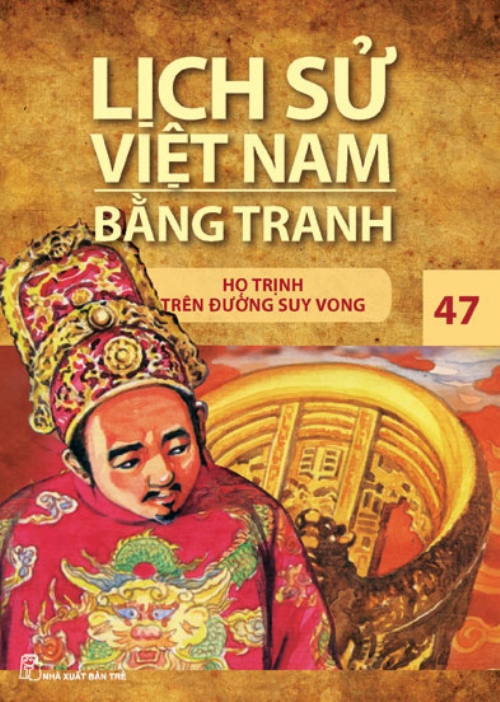 LỊCH SỬ
VIỆT NAM
BẰNG TRANH
HỌ TRỊNH
TRÊN ĐƯỜNG SUY VONG
47
NHÀ XUẤT BẢN TRẺ